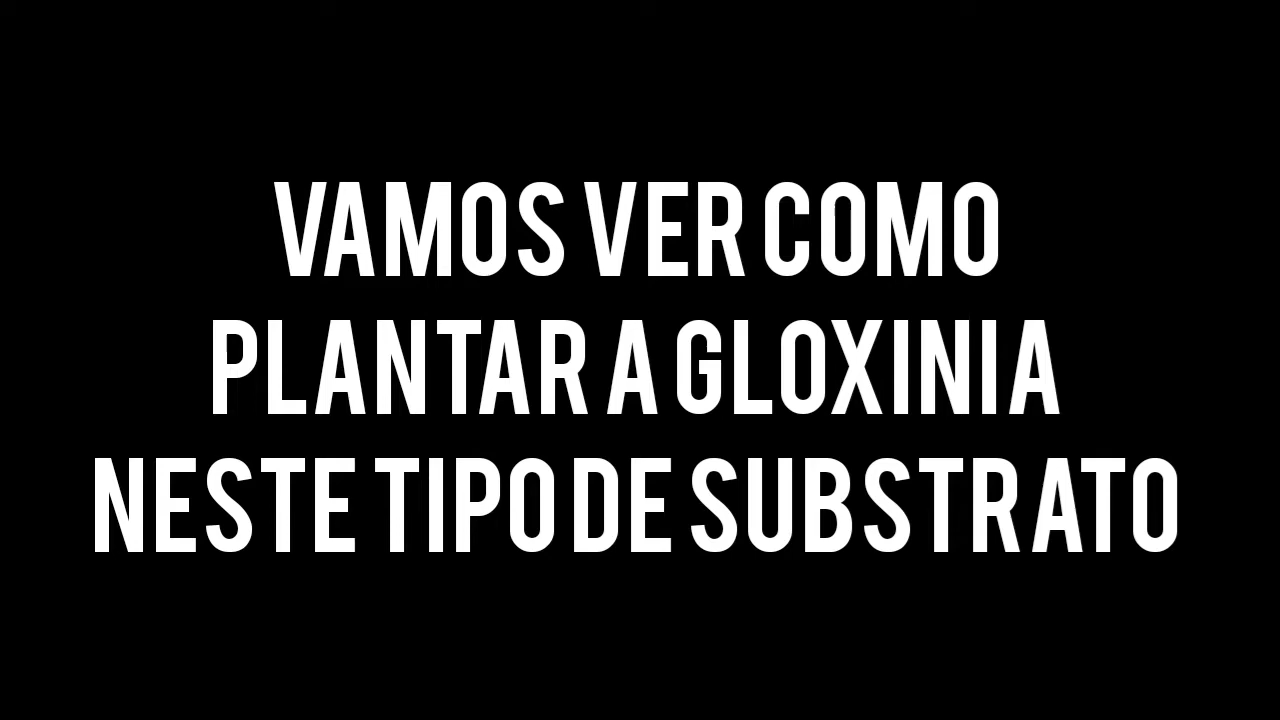 VAMOS VER COMO
PLANTAR A GLOXINIA
NESTE TIPO DE SUBSTRATO